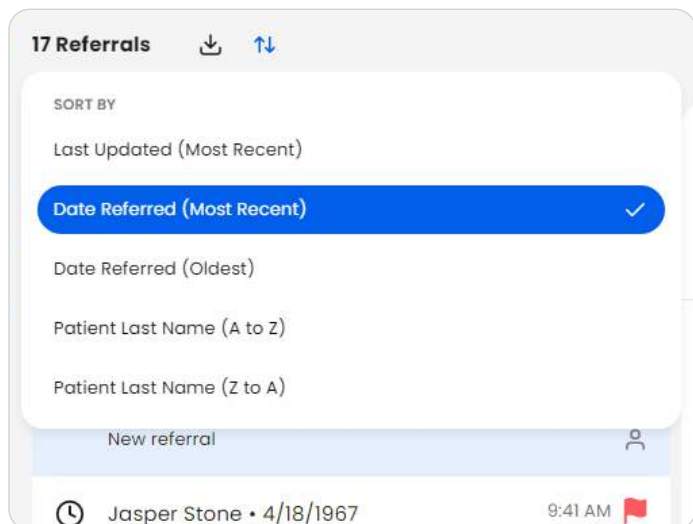 17 Referrals
SORT BY
Last Updated (Most Recent)
Date Referred (Most Recent)
Date Referred (Oldest)
Patient Last Name (A to Z)
Patient Last Name (Z to A)
New referral
Jasper Stone • 4/18/1967 9:41 AM